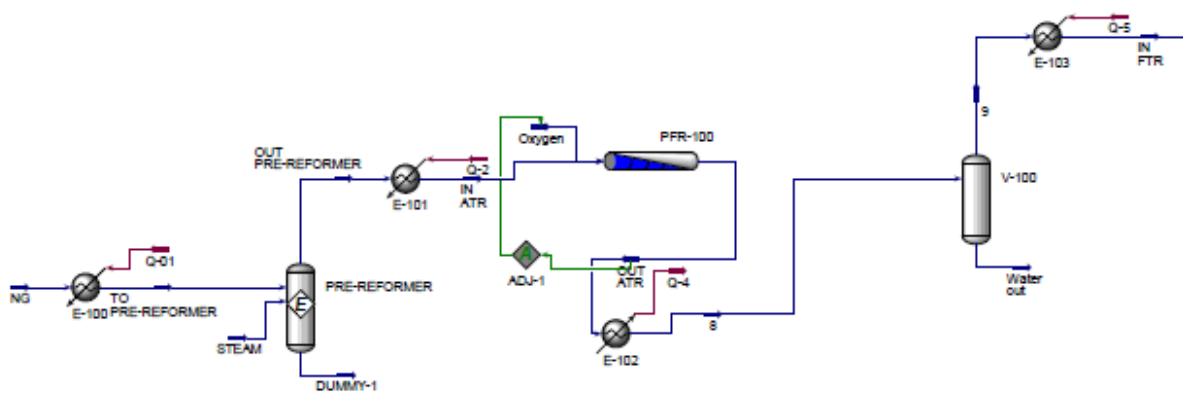 Q-5
IN
FTR
E-103
9
Oxygen
PFR-100
OUT
PRE-REFORMER
Q-2
IN
ATR
E-101
V-100
Q-01
NG
E-100
TO
PRE-REFORMER
PRE-REFORMER
E
STEAM
DUMMY-1
A
ADJ-1
OUT
ATR
Q-4
E-102
8
Water
out